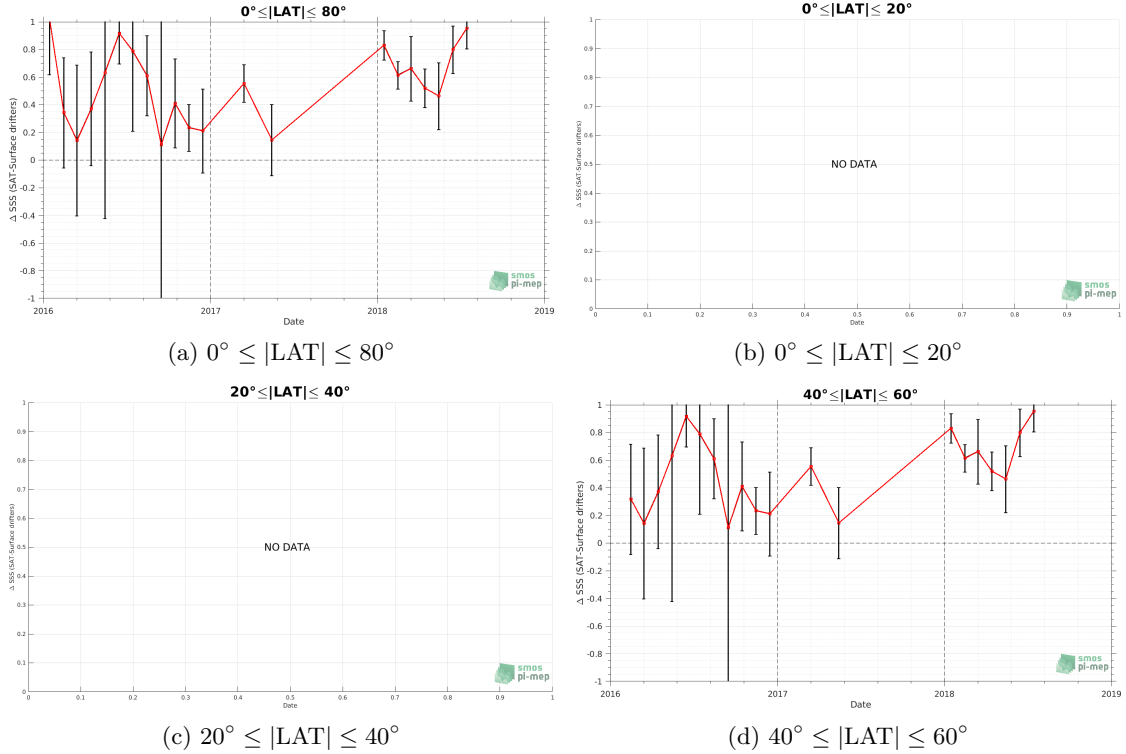 0°≤|LAT|≤ 80°
Δ SSS (SAT-Surface drifters)
1
0.8
0.6
0.4
0.2
0
-0.2
-0.4
-0.6
-0.8
-1
2016 2017 2018 2019
Date
smos
pi-mep
(a) 0° ≤ |LAT| ≤ 80°
0°≤|LAT|≤ 20°
Δ SSS (SAT-Surface drifters)
1
0.9
0.8
0.7
0.6
0.5
0.4
0.3
0.2
0.1
0
NO DATA
0 0.1 0.2 0.3 0.4 0.5 0.6 0.7 0.8 0.9 1
Date
smos
pi-mep
(b) 0° ≤ |LAT| ≤ 20°
20°≤|LAT|≤ 40°
Δ SSS (SAT-Surface drifters)
1
0.9
0.8
0.7
0.6
0.5
0.4
0.3
0.2
0.1
0
NO DATA
0 0.1 0.2 0.3 0.4 0.5 0.6 0.7 0.8 0.9 1
Date
smos
pi-mep
(c) 20° ≤ |LAT| ≤ 40°
40°≤|LAT|≤ 60°
Δ SSS (SAT-Surface drifters)
1
0.8
0.6
0.4
0.2
0
-0.2
-0.4
-0.6
-0.8
-1
2016 2017 2018 2019
Date
smos
pi-mep
(d) 40° ≤ |LAT| ≤ 60°